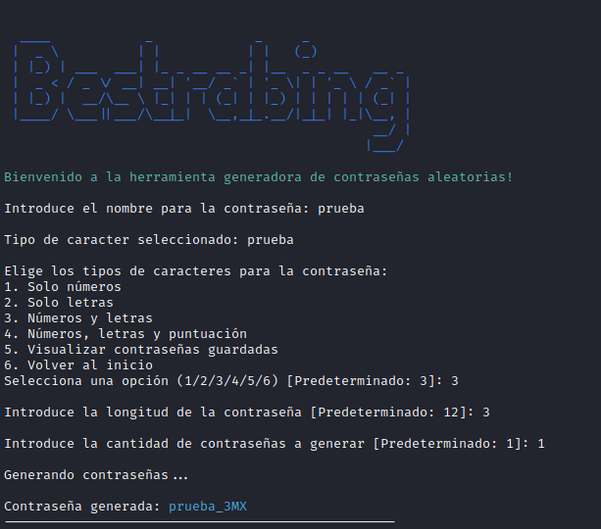 Bestrabing
Bienvenido a la herramienta generadora de contraseñas aleatorias!
Introduce el nombre para la contraseña: prueba
Tipo de caracter seleccionado: prueba
Elige los tipos de caracteres para la contraseña:
1. Solo números
2. Solo letras
3. Números y letras
4. Números, letras y puntuación
5. Visualizar contraseñas guardadas
6. Volver al inicio
Selecciona una opción (1/2/3/4/5/6) [Predeterminado: 3]: 3
Introduce la longitud de la contraseña [Predeterminado: 12]: 3
Introduce la cantidad de contraseñas a generar [Predeterminado: 1]: 1
Generando contraseñas...
Contraseña generada: prueba_3MX